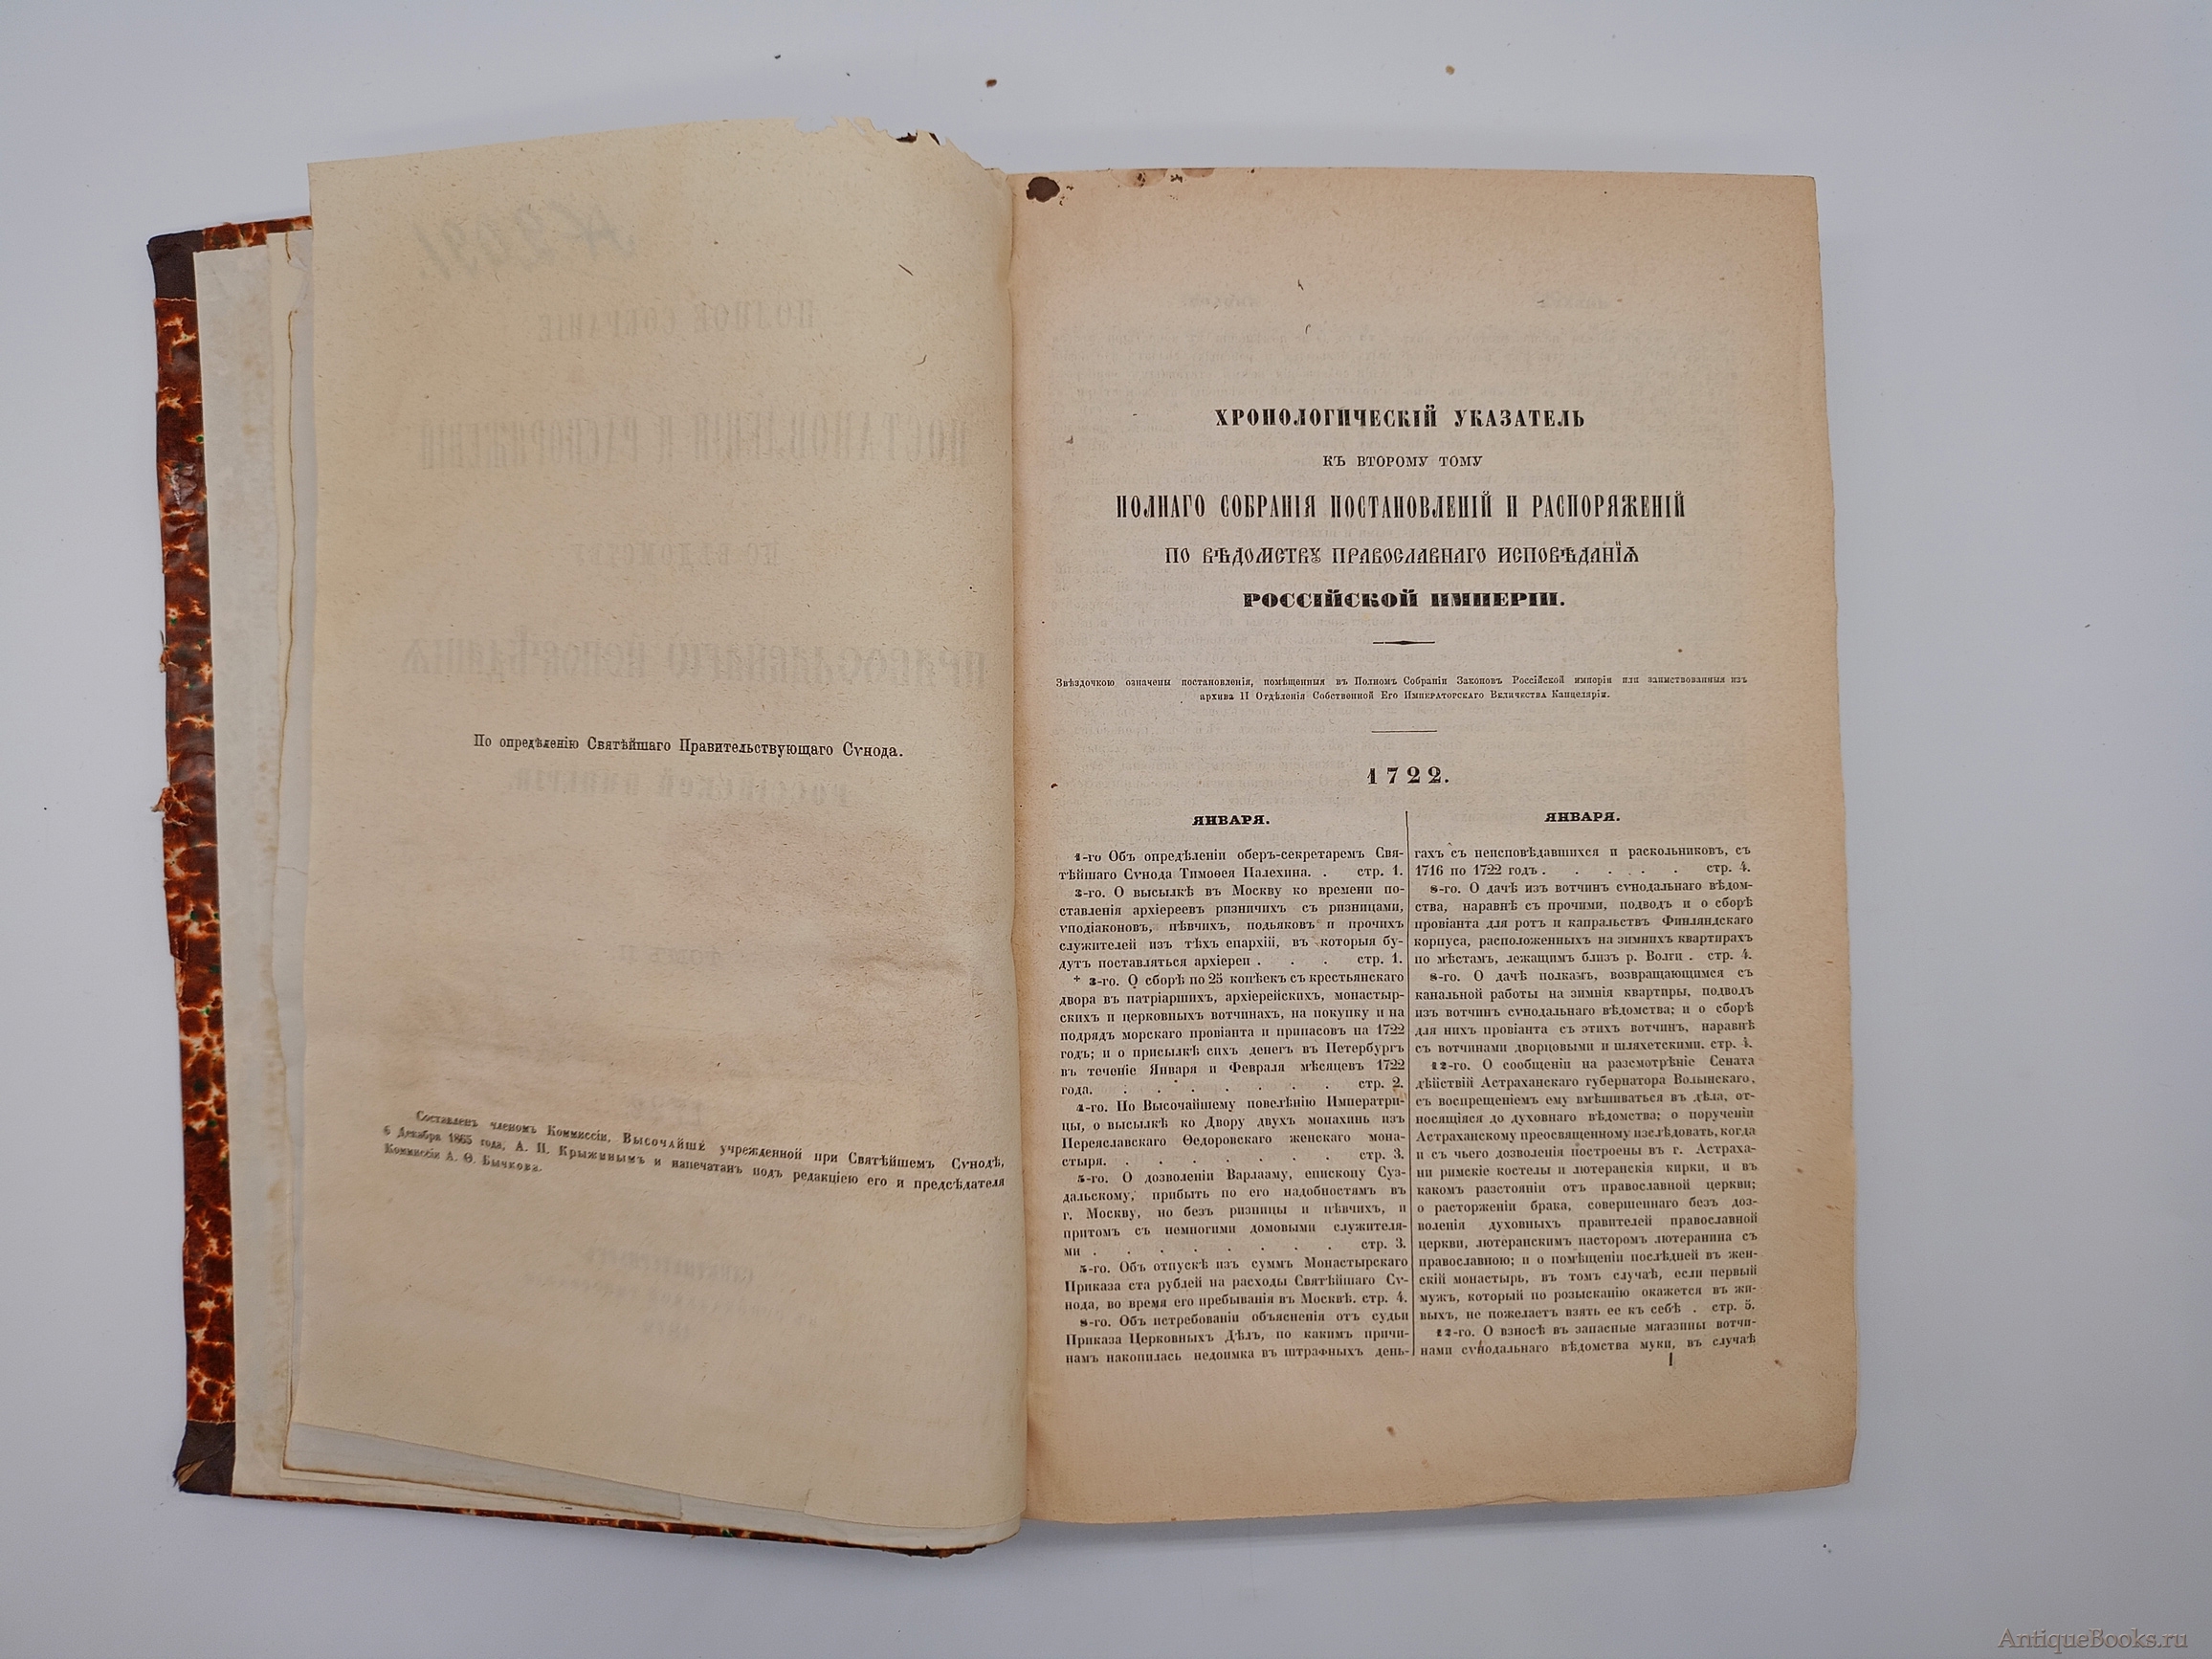 По опредѣленію Святѣйшаго Правительствующаго Сѵнода.
Составленъ членомъ Коммиссіи, Высочайше учрежденной при Святѣйшемъ Сѵнодѣ,
6 Декабря 1865 года, А. П. Крыжинымъ и напечатанъ подъ редакціею его и предсѣдателя
Коммиссіи А. Ѳ. Бычкова.
ХРОНОЛОГИЧЕСКІЙ УКАЗАТЕЛЬ
КЪ ВТОРОМУ ТОМУ
ПОЛНАГО СОБРАНІЯ ПОСТАНОВЛЕНІЙ И РАСПОРЯЖЕНІЙ
ПО ВѢДОМСТВꙊ ПРАВОСЛАВНАГО ИСПОВѢДАНЇѦ
РОССІЙСКОЙ ИМПЕРІИ.
Звѣздочкою означены постановленія, помѣщенныя въ Полномъ Собраніи Законовъ Россійской имперіи или заимствованныя изъ
архива II Отдѣленія Собственной Его Императорскаго Величества Канцеляріи.
1722.
ЯНВАРЯ.
1-го Объ опредѣленіи оберъ-секретаремъ Свя-
тѣйшаго Сѵнода Тимоѳея Палехина. . стр. 1.
3-го. О высылкѣ въ Москву ко времени по-
ставленія архіереевъ ризничихъ съ ризницами,
ѵподіаконовъ, пѣвчихъ, подьяковъ и прочихъ
служителей изъ тѣхъ епархіи, въ которыя бу-
дутъ поставляться архіереи . . . стр. 1.
* 3-го. О сборѣ по 25 копѣекъ съ крестьянскаго
двора въ патріаршихъ, архіерейскихъ, монастыр-
скихъ и церковныхъ вотчинахъ, на покупку и на
подрядъ морскаго провіанта и припасовъ на 1722
годъ; и о присылкѣ сихъ денегъ въ Петербургъ
въ теченіе Января и Февраля мѣсяцевъ 1722
года. . . . . . . . стр. 2.
4-го. По Высочайшему повелѣнію Императри-
цы, о высылкѣ ко Двору двухъ монахинь изъ
Переяславскаго Ѳедоровскаго женскаго мона-
стыря. . . . . . . стр. 3.
5-го. О дозволеніи Варлааму, епископу Суз-
дальскому, прибыть по его надобностямъ въ
г. Москву, но безъ ризницы и пѣвчихъ, и
притомъ съ немногими домовыми служителя-
ми . . . . . . . . стр. 3.
5-го. Объ отпускѣ изъ суммъ Монастырскаго
Приказа ста рублей на расходы Святѣйшаго Сѵ-
нода, во время его пребыванія въ Москвѣ. стр. 4.
8-го. Объ истребованіи объясненія отъ судьи
Приказа Церковныхъ Дѣлъ, по какимъ причи-
намъ накопилась недоимка въ штрафныхъ день-
ЯНВАРЯ.
гахъ съ неисповѣдавшихся и раскольниковъ, съ
1716 по 1722 годъ . . . . . стр. 4.
8-го. О дачѣ изъ вотчинъ сѵнодальнаго вѣдом-
ства, наравнѣ съ прочими, подводъ и о сборѣ
провіанта для ротъ и капральствъ Финляндскаго
корпуса, расположенныхъ на зимнихъ квартирахъ
по мѣстамъ, лежащимъ близъ р. Волги . стр. 4.
8-го. О дачѣ полкамъ, возвращающимся съ
канальной работы на зимнія квартиры, подводъ
изъ вотчинъ сѵнодальнаго вѣдомства; и о сборѣ
для нихъ провіанта съ этихъ вотчинъ, наравнѣ
съ вотчинами дворцовыми и шляхетскими. стр. 4.
12-го. О сообщеніи на разсмотрѣніе Сената
дѣйствій Астраханскаго губернатора Волынскаго,
съ воспрещеніемъ ему вмѣшиваться въ дѣла, от-
носящіяся до духовнаго вѣдомства; о порученіи
Астраханскому преосвященному изслѣдовать, когда
и съ чьего дозволенія построены въ г. Астраха-
ни римскіе костелы и лютеранскія кирки, и въ
какомъ разстояніи отъ православной церкви;
о расторженіи брака, совершеннаго безъ доз-
воленія духовныхъ правителей православной
церкви, лютеранскимъ пасторомъ лютеранина съ
православною; и о помѣщеніи послѣдней въ жен-
скій монастырь, въ томъ случаѣ, если первый
мужъ, который по розысканію окажется въ жи-
выхъ, не пожелаетъ взять ее къ себѣ . стр. 5.
12-го. О взносѣ въ запасные магазины вотчи-
нами сѵнодальнаго вѣдомства муки, въ случаѣ
1
AntiqueBooks.ru